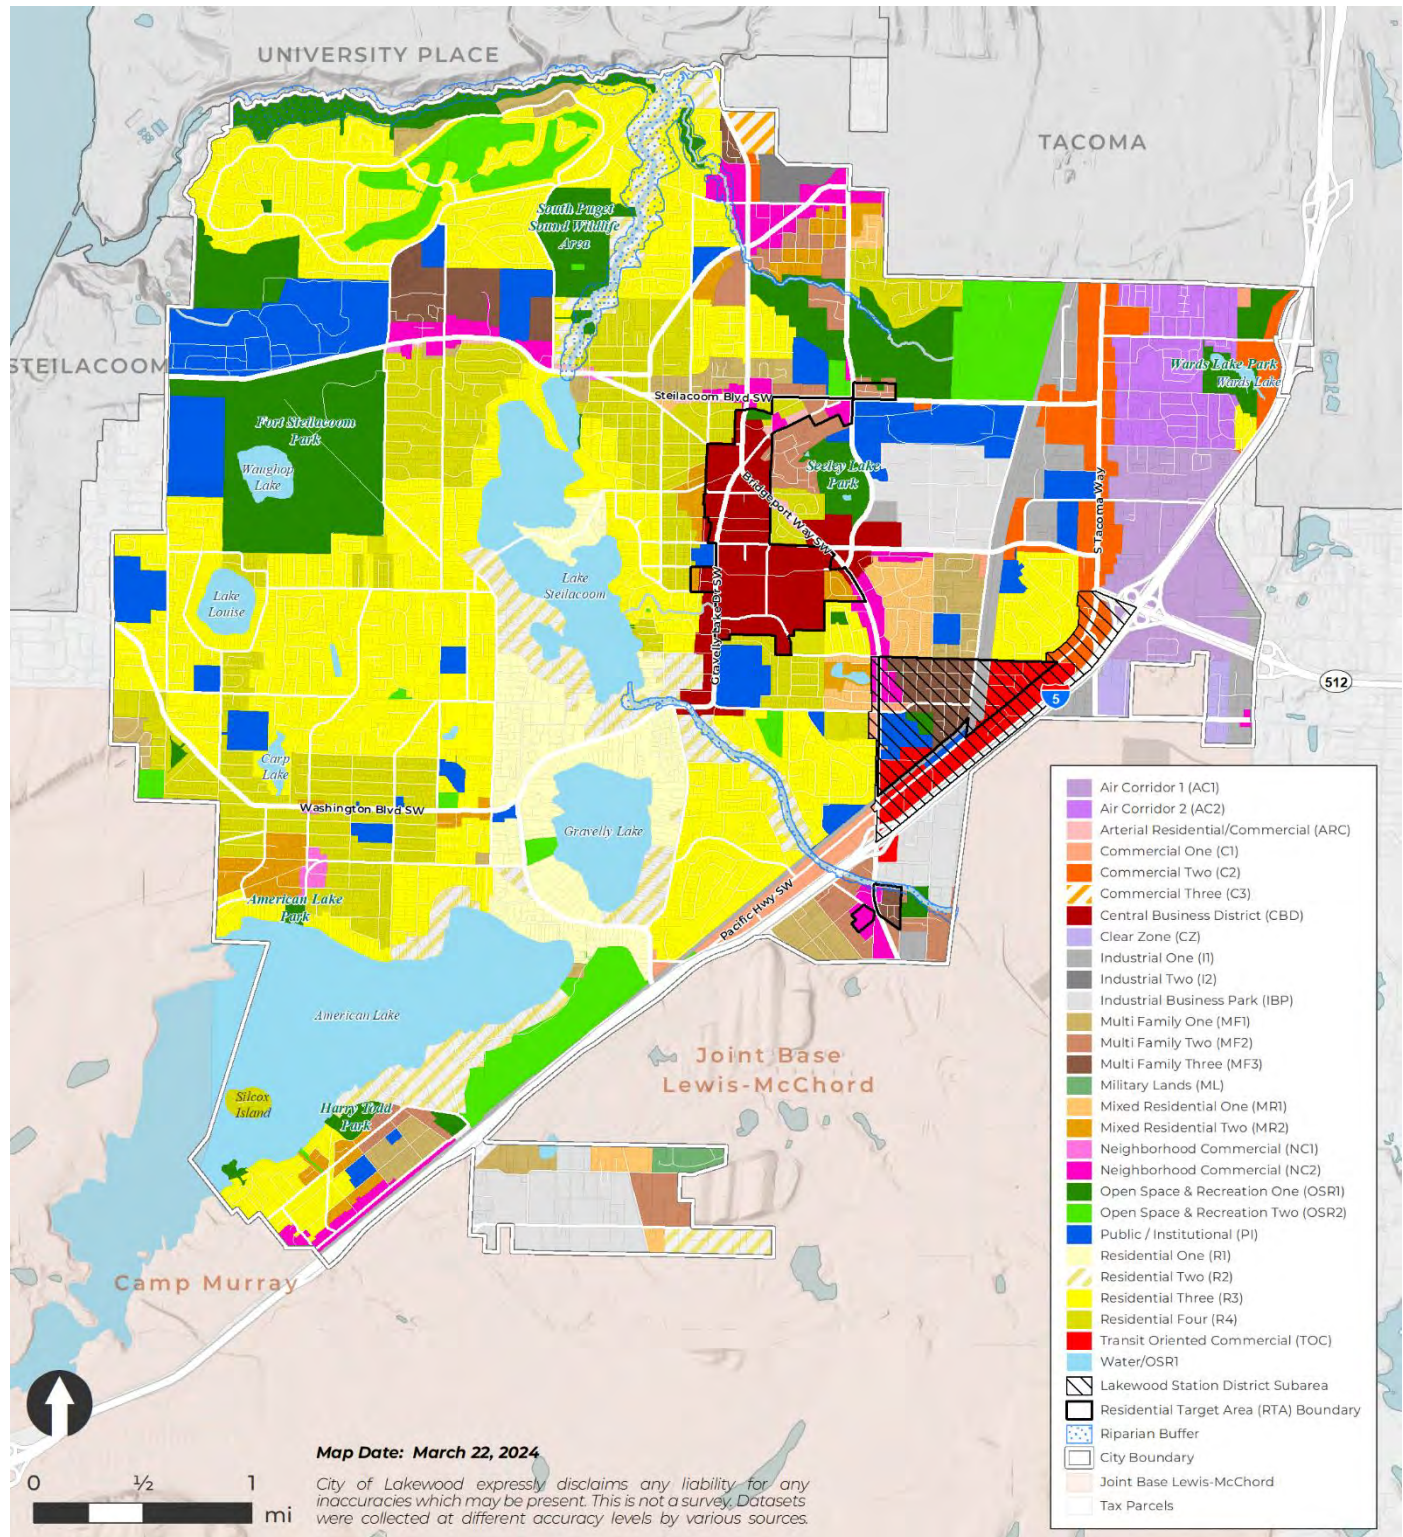 UNIVERSITY PLACE
TACOMA
STEILACOOM
South Puget
Sound Wildlife
Area
Wards Lake Park
Wards Lake
Steilacoom Blvd SW
Fort Steilacoom
Park
Waughop
Lake
Seeley Lake
Park
Bridgeport Way SW
S Tacoma Way
Lake
Steilacoom
Lake
Louise
Gravelly Lake Dr SW
512
5
Carp
Lake
Washington Blvd SW
Gravelly Lake
American Lake
Park
Pacific Hwy SW
American Lake
Joint Base
Lewis-McChord
Silcox
Island
Harry Todd
Park
Camp Murray
Air Corridor 1 (AC1)
Air Corridor 2 (AC2)
Arterial Residential/Commercial (ARC)
Commercial One (C1)
Commercial Two (C2)
Commercial Three (C3)
Central Business District (CBD)
Clear Zone (CZ)
Industrial One (I1)
Industrial Two (I2)
Industrial Business Park (IBP)
Multi Family One (MF1)
Multi Family Two (MF2)
Multi Family Three (MF3)
Military Lands (ML)
Mixed Residential One (MR1)
Mixed Residential Two (MR2)
Neighborhood Commercial (NC1)
Neighborhood Commercial (NC2)
Open Space & Recreation One (OSR1)
Open Space & Recreation Two (OSR2)
Public / Institutional (PI)
Residential One (R1)
Residential Two (R2)
Residential Three (R3)
Residential Four (R4)
Transit Oriented Commercial (TOC)
Water/OSR1
Lakewood Station District Subarea
Residential Target Area (RTA) Boundary
Riparian Buffer
City Boundary
Joint Base Lewis-McChord
Tax Parcels
Map Date: March 22, 2024
0 ½ 1
mi
City of Lakewood expressly disclaims any liability for any
inaccuracies which may be present. This is not a survey. Datasets
were collected at different accuracy levels by various sources.